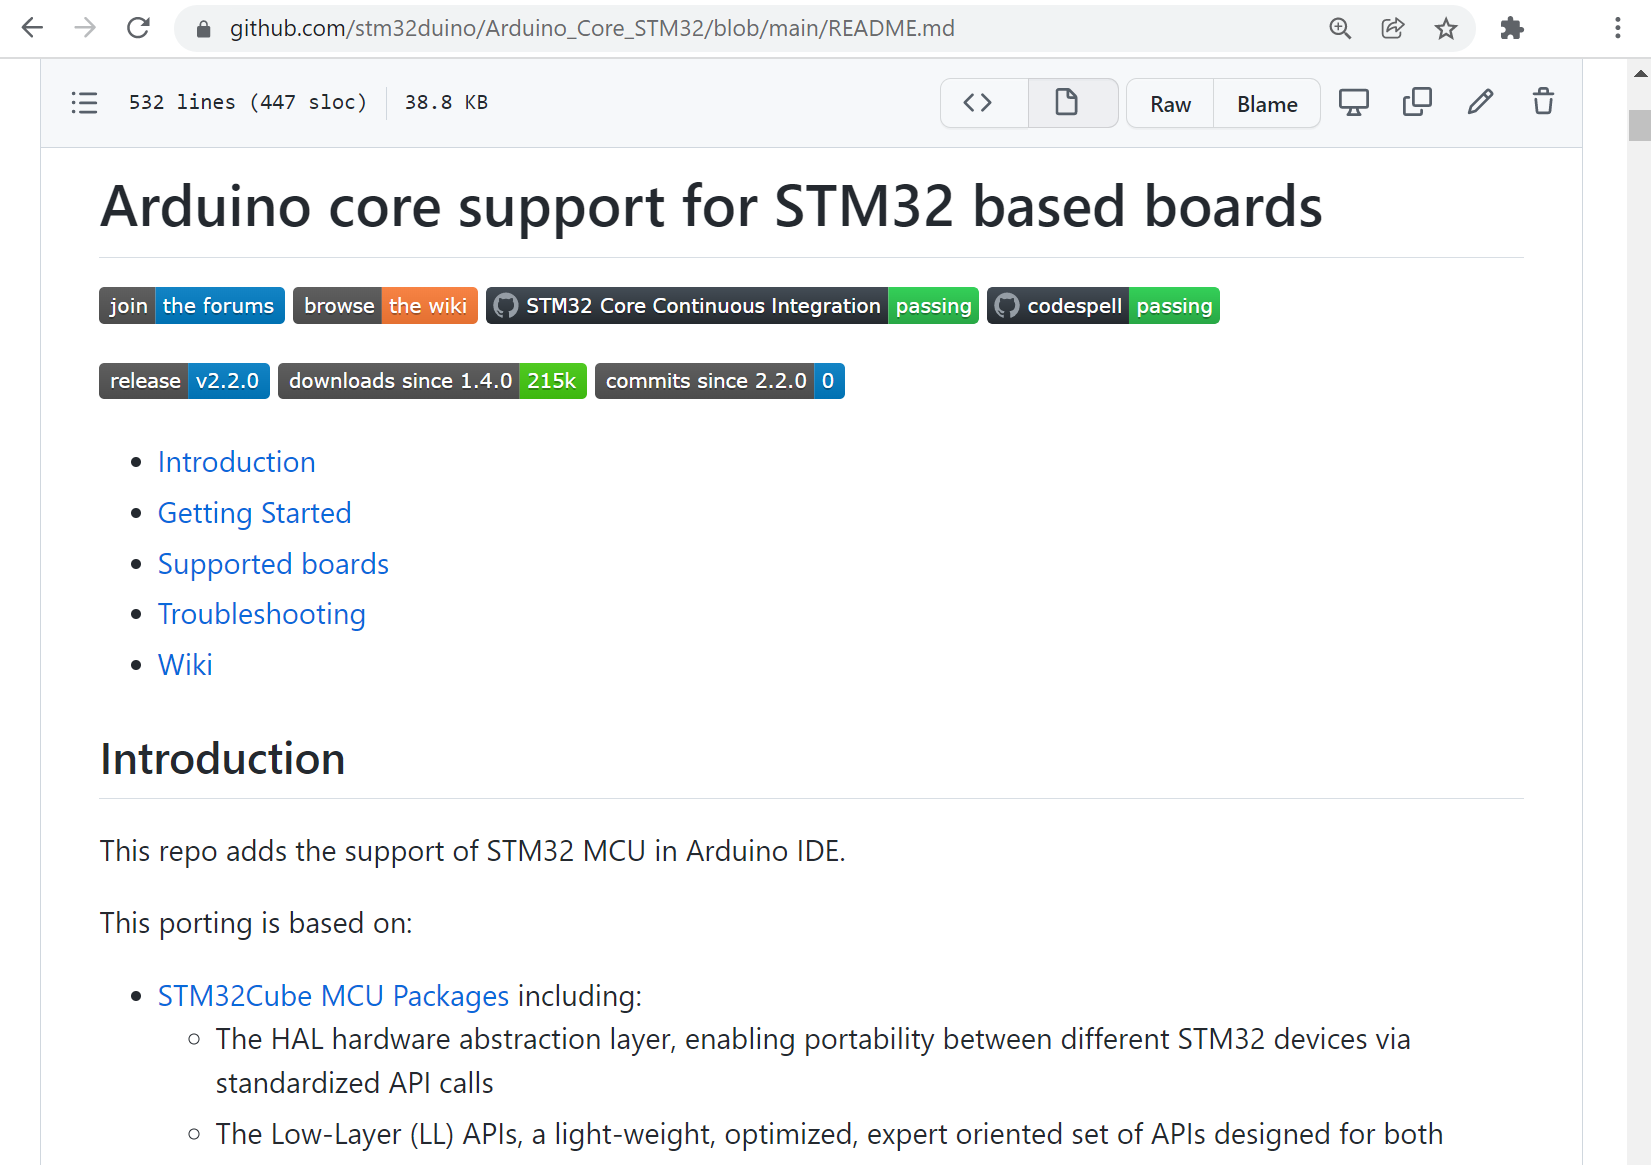 github.com/stm32duino/Arduino_Core_STM32/blob/main/README.md
532 lines (447 sloc) 38.8 KB
Raw Blame
Arduino core support for STM32 based boards
join the forums browse the wiki STM32 Core Continuous Integration passing codespell passing
release v2.2.0 downloads since 1.4.0 215k commits since 2.2.0 0
Introduction
Getting Started
Supported boards
Troubleshooting
Wiki
Introduction
This repo adds the support of STM32 MCU in Arduino IDE.
This porting is based on:
STM32Cube MCU Packages including:
The HAL hardware abstraction layer, enabling portability between different STM32 devices via
standardized API calls
The Low-Layer (LL) APIs, a light-weight, optimized, expert oriented set of APIs designed for both